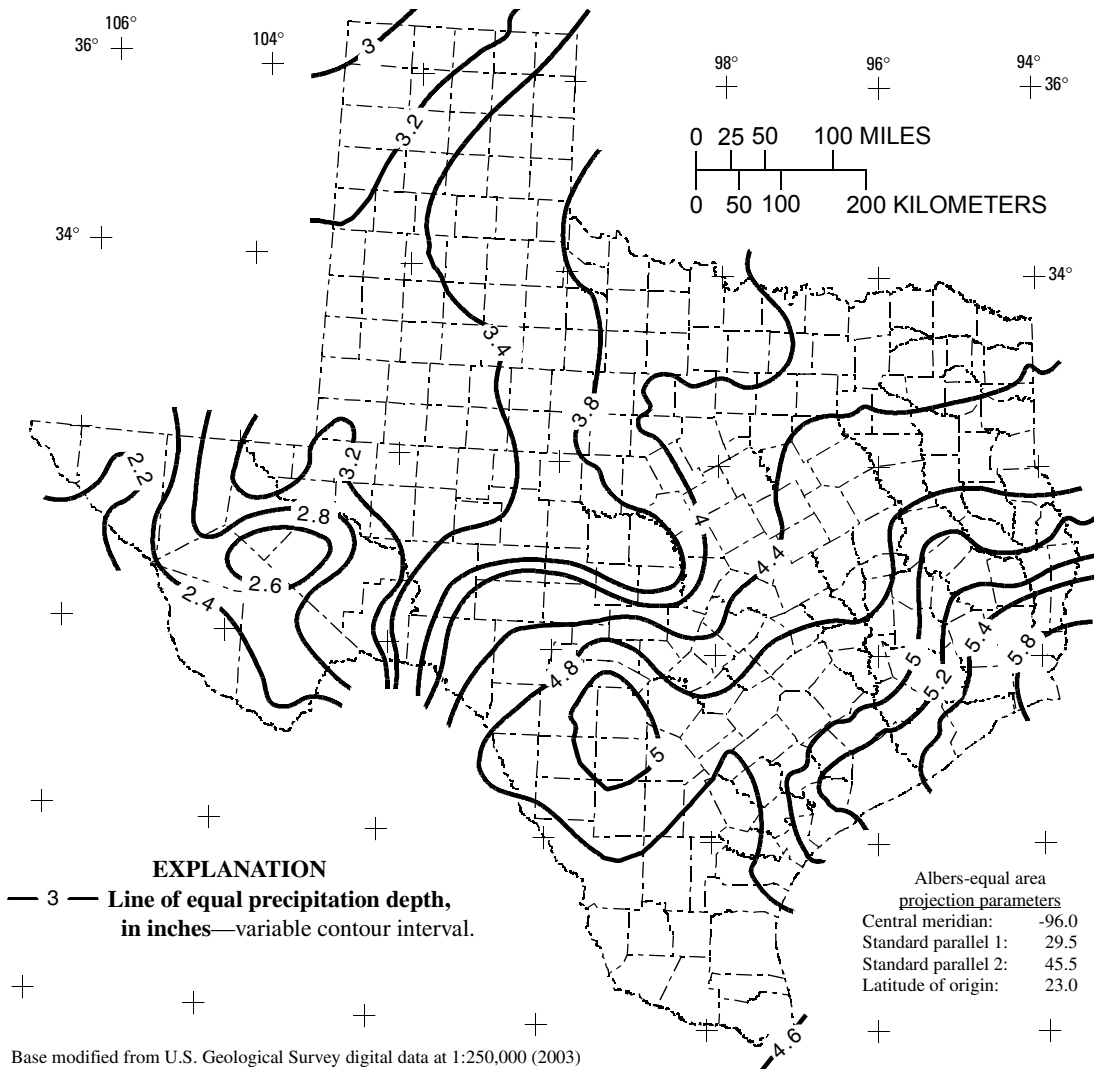 106°
36°
104°
98°
96°
94°
36°
3
3.2
0 25 50 100 MILES
0 50 100 200 KILOMETERS
34°
34°
3.4
3.8
2.2
3.2
2.8
4
4.4
2.6
2.4
4.8
5
5.2
5.4
5.8
5
EXPLANATION
3 Line of equal precipitation depth,
in inches—variable contour interval.
Albers-equal area
projection parameters
Central meridian: -96.0
Standard parallel 1: 29.5
Standard parallel 2: 45.5
Latitude of origin: 23.0
4.6
Base modified from U.S. Geological Survey digital data at 1:250,000 (2003)